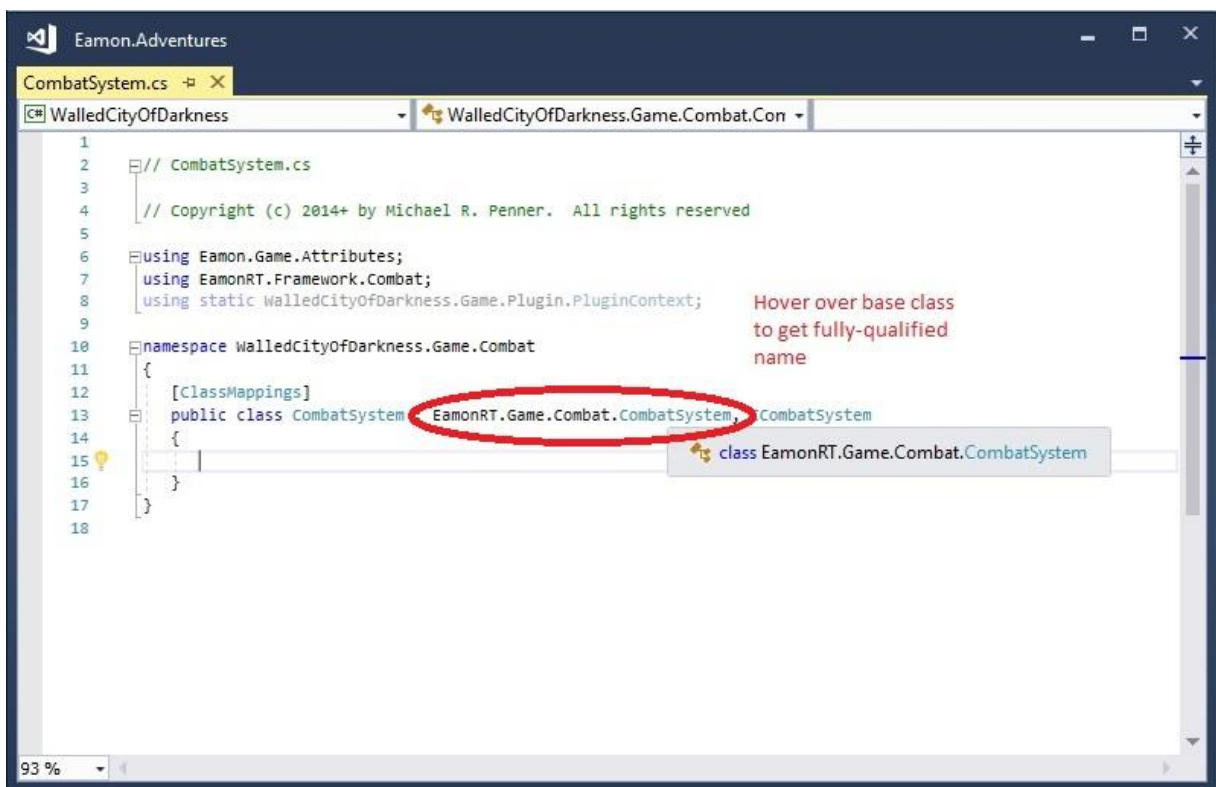 Eamon.Adventures
CombatSystem.cs
C# WalledCityOfDarkness WalledCityOfDarkness.Game.Combat.Con
1
2 // CombatSystem.cs
3
4 // Copyright (c) 2014+ by Michael R. Penner.  All rights reserved
5
6 using Eamon.Game.Attributes;
7 using EamonRT.Framework.Combat;
8 using static WalledCityOfDarkness.Game.Plugin.PluginContext;
Hover over base class
to get fully-qualified
name
9
10 namespace WalledCityOfDarkness.Game.Combat
11 {
12 [ClassMappings]
13 public class CombatSystem EamonRT.Game.Combat.CombatSystem, ICombatSystem
14 {
class EamonRT.Game.Combat.CombatSystem
15
16 }
17 }
18
93 %